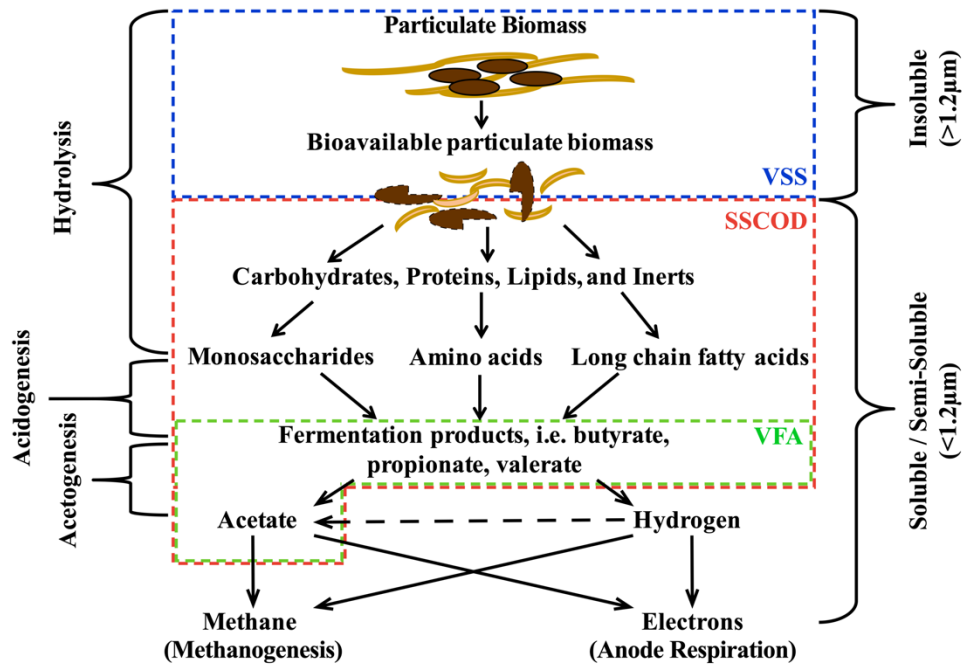 Particulate Biomass
Bioavailable particulate biomass
VSS
SSCOD
Carbohydrates, Proteins, Lipids, and Inerts
Monosaccharides
Amino acids
Long chain fatty acids
Fermentation products, i.e. butyrate,
propionate, valerate
VFA
Acetate
Hydrogen
Methane
(Methanogenesis)
Electrons
(Anode Respiration)
Hydrolysis
Acidogenesis
Acetogenesis
Insoluble
(>1.2µm)
Soluble / Semi-Soluble
(<1.2µm)